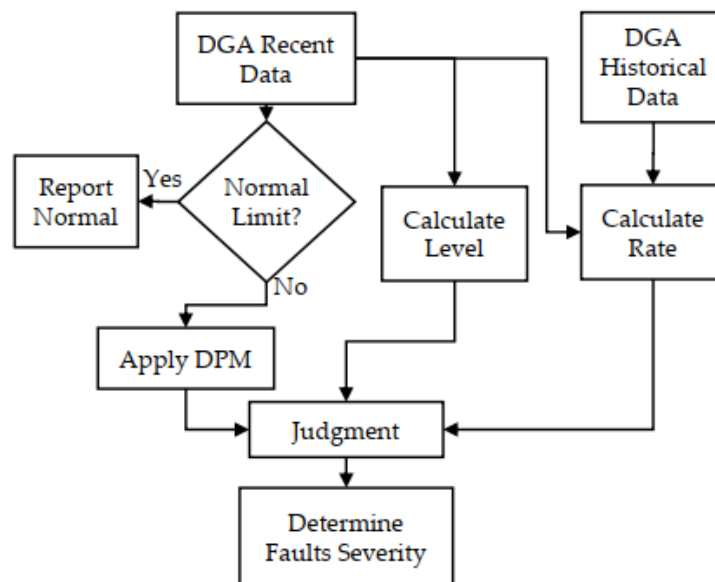 DGA Recent
Data
DGA
Historical
Data
Report
Normal
Yes
Normal
Limit?
Calculate
Level
Calculate
Rate
No
Apply DPM
Judgment
Determine
Faults Severity